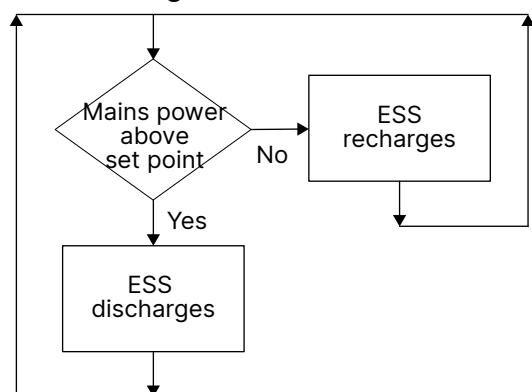 Mains power
above
set point
No
ESS
recharges
Yes
ESS
discharges